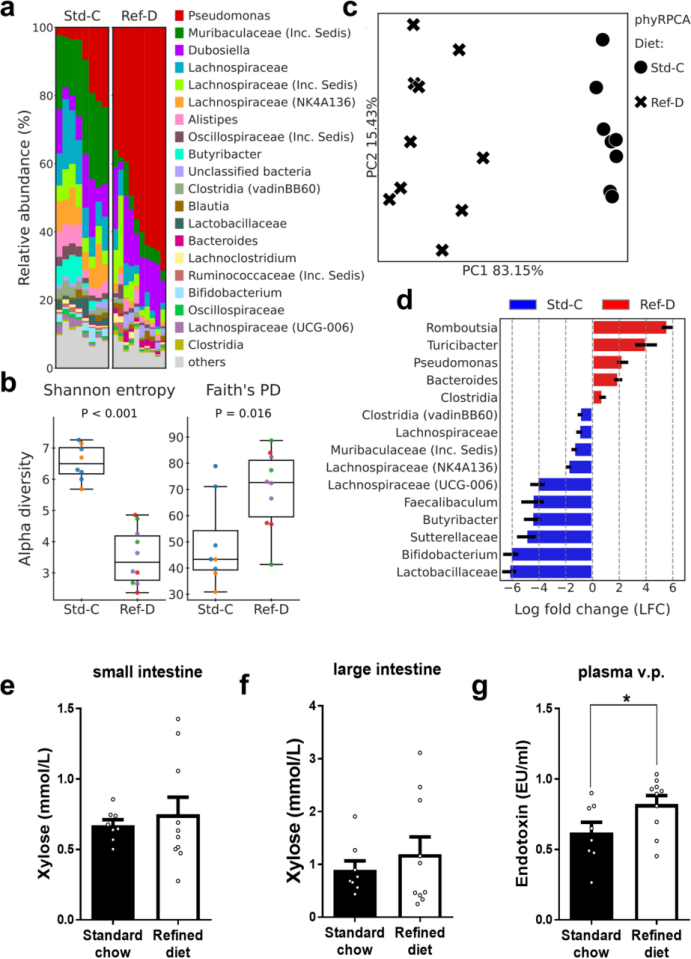 a
Std-C Ref-D
Relative abundance (%)
100
80
60
40
20
0
Pseudomonas
Muribaculaceae (Inc. Sedis)
Dubosiella
Lachnospiraceae
Lachnospiraceae (Inc. Sedis)
Lachnospiraceae (NK4A136)
Alistipes
Oscillospiraceae (Inc. Sedis)
Butyribacter
Unclassified bacteria
Clostridia (vadinBB60)
Blautia
Lactobacillaceae
Bacteroides
Lachnoclostridium
Ruminococcaceae (Inc. Sedis)
Bifidobacterium
Oscillospiraceae
Lachnospiraceae (UCG-006)
Clostridia
others
b
Shannon entropy
P < 0.001
Alpha diversity
7
6
5
4
3
Std-C Ref-D
Faith's PD
P = 0.016
90
80
70
60
50
40
30
Std-C Ref-D
c
PC2 15.43%
PC1 83.15%
phyRPCA
Diet:
Std-C
Ref-D
d
Std-C Ref-D
Romboutsia
Turicibacter
Pseudomonas
Bacteroides
Clostridia
Clostridia (vadinBB60)
Lachnospiraceae
Muribaculaceae (Inc. Sedis)
Lachnospiraceae (NK4A136)
Lachnospiraceae (UCG-006)
Faecalibaculum
Butyribacter
Sutterellaceae
Bifidobacterium
Lactobacillaceae
−6 −4 −2 0 2 4 6
Log fold change (LFC)
e
small intestine
Xylose (mmol/L)
1.5
1.0
0.5
0.0
Standard Refined
chow diet
f
large intestine
Xylose (mmol/L)
4
3
2
1
0
Standard Refined
chow diet
g
plasma v.p.
*
Endotoxin (EU/ml)
1.5
1.0
0.5
0.0
Standard Refined
chow diet